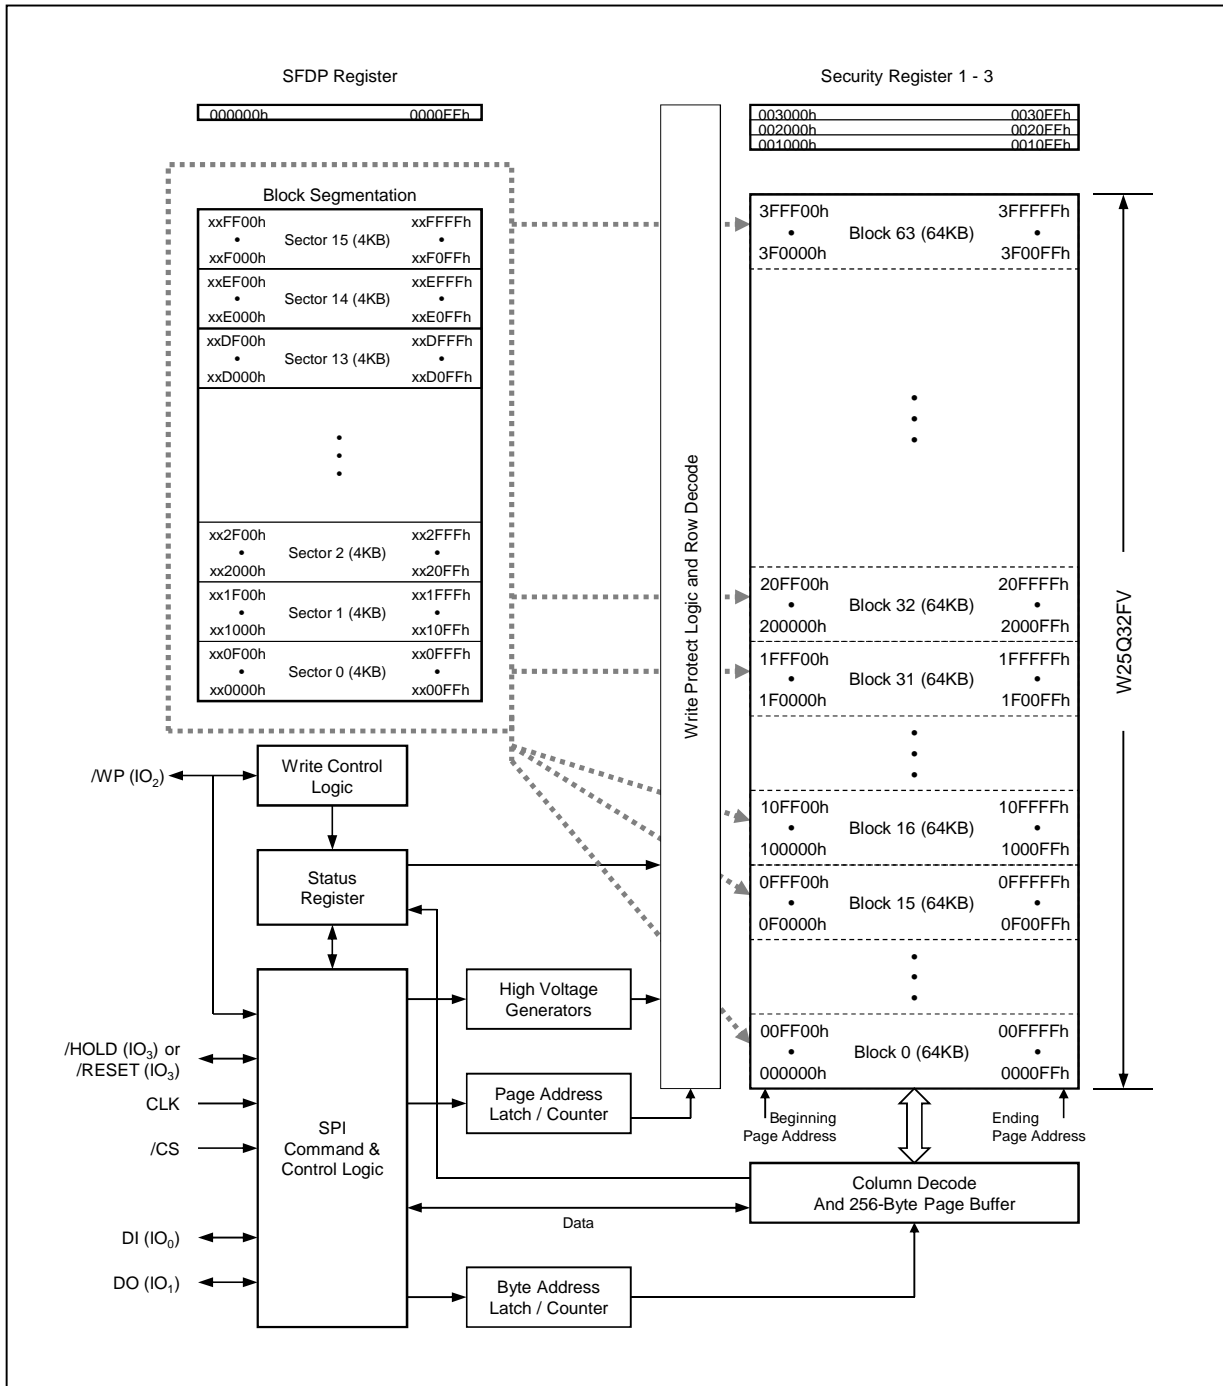 SFDP Register
000000h 0000FFh
Security Register 1 - 3
003000h 0030FFh
002000h 0020FFh
001000h 0010FFh
Block Segmentation
xxFF00h xxFFFFh
Sector 15 (4KB)
xxF000h xxF0FFh
xxEF00h xxEFFFh
Sector 14 (4KB)
xxE000h xxE0FFh
xxDF00h xxDFFFh
Sector 13 (4KB)
xxD000h xxD0FFh
xx2F00h xx2FFFh
Sector 2 (4KB)
xx2000h xx20FFh
xx1F00h xx1FFFh
Sector 1 (4KB)
xx1000h xx10FFh
xx0F00h xx0FFFh
Sector 0 (4KB)
xx0000h xx00FFh
Write Protect Logic and Row Decode
3FFF00h 3FFFFFh
Block 63 (64KB)
3F0000h 3F00FFh
20FF00h 20FFFFh
Block 32 (64KB)
200000h 2000FFh
1FFF00h 1FFFFFh
Block 31 (64KB)
1F0000h 1F00FFh
10FF00h 10FFFFh
Block 16 (64KB)
100000h 1000FFh
0FFF00h 0FFFFFh
Block 15 (64KB)
0F0000h 0F00FFh
00FF00h 00FFFFh
Block 0 (64KB)
000000h 0000FFh
W25Q32FV
Beginning
Page Address
Ending
Page Address
/WP (IO2)
Write Control
Logic
Status
Register
High Voltage
Generators
/HOLD (IO3) or
/RESET (IO3)
CLK
/CS
DI (IO0)
DO (IO1)
SPI
Command &
Control Logic
Page Address
Latch / Counter
Column Decode
And 256-Byte Page Buffer
Data
Byte Address
Latch / Counter